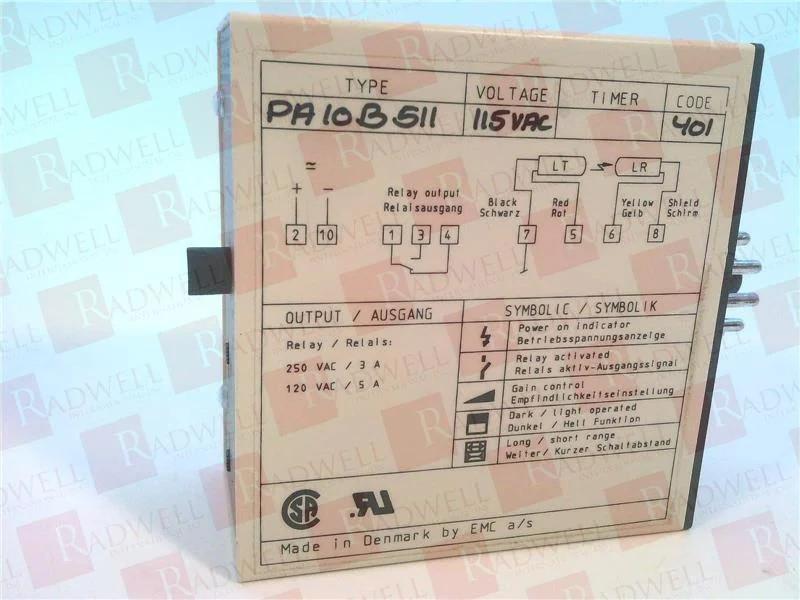 TYPE VOLTAGE TIMER CODE
PA10B511 115VAC 401
≃
+ −
2 10
Relay output
Relaisausgang
1 3 4
LT LR
Black Red Yellow Shield
Schwarz Rot Gelb Schirm
7 5 6 8
OUTPUT / AUSGANG
Relay / Relais:
250 VAC / 3 A
120 VAC / 5 A
SYMBOLIC / SYMBOLIK
Power on indicator
Betriebsspannungsanzeige
Relay activated
Relais aktiv-Ausgangssignal
Gain control
Empfindlichkeitseinstellung
Dark / light operated
Dunkel / Hell Funktion
Long / short range
Weiter/ Kurzer Schaltabstand
Made in Denmark by EMC a/s
RADWELL